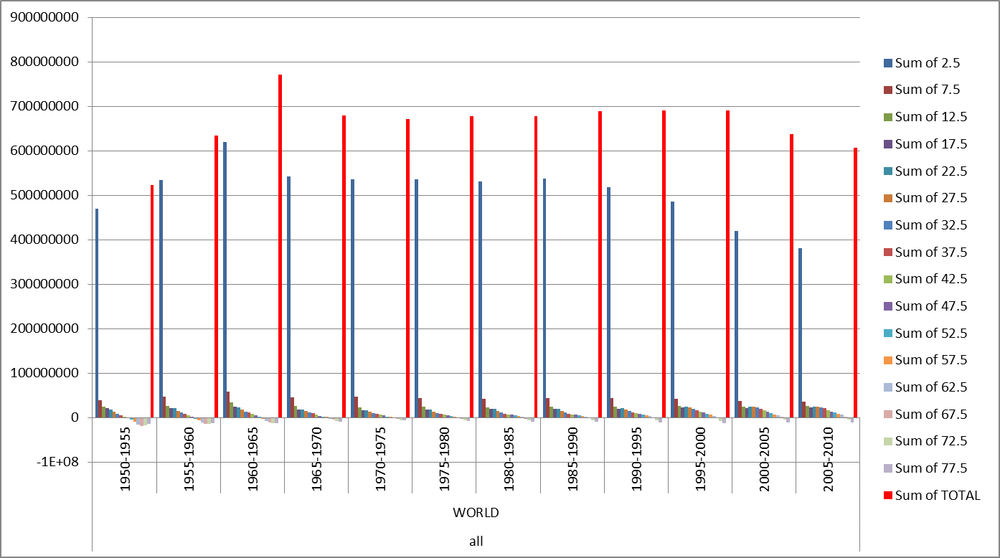 900000000
800000000
700000000
600000000
500000000
400000000
300000000
200000000
100000000
0
-1E+08
1950-1955
1955-1960
1960-1965
1965-1970
1970-1975
1975-1980
1980-1985
1985-1990
1990-1995
1995-2000
2000-2005
2005-2010
WORLD
all
Sum of 2.5
Sum of 7.5
Sum of 12.5
Sum of 17.5
Sum of 22.5
Sum of 27.5
Sum of 32.5
Sum of 37.5
Sum of 42.5
Sum of 47.5
Sum of 52.5
Sum of 57.5
Sum of 62.5
Sum of 67.5
Sum of 72.5
Sum of 77.5
Sum of TOTAL